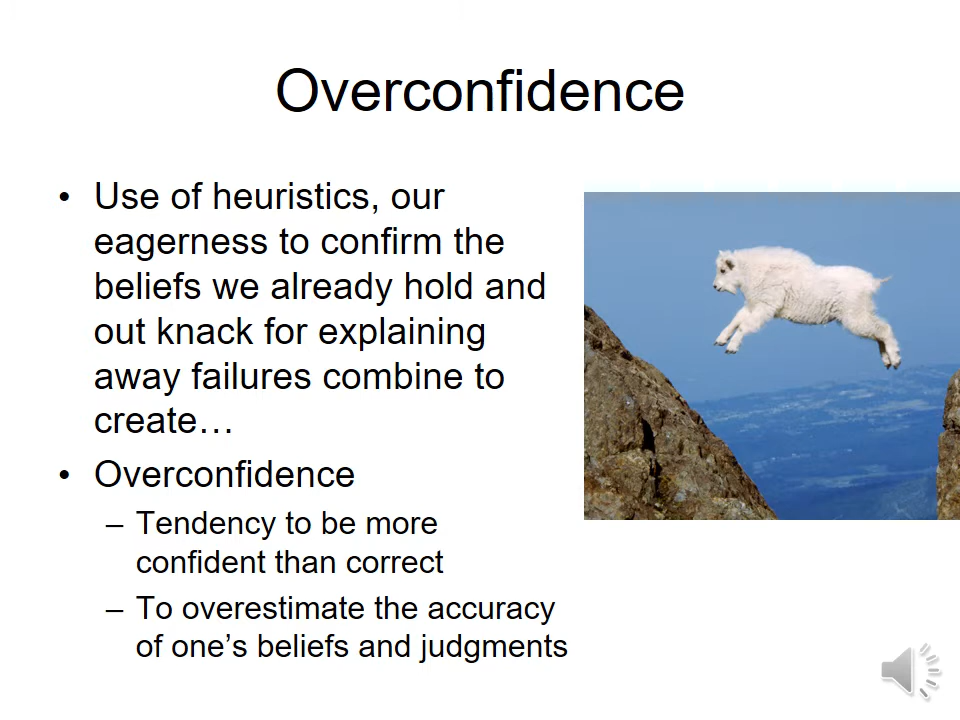 Overconfidence
• Use of heuristics, our
eagerness to confirm the
beliefs we already hold and
out knack for explaining
away failures combine to
create…
• Overconfidence
– Tendency to be more
confident than correct
– To overestimate the accuracy
of one’s beliefs and judgments